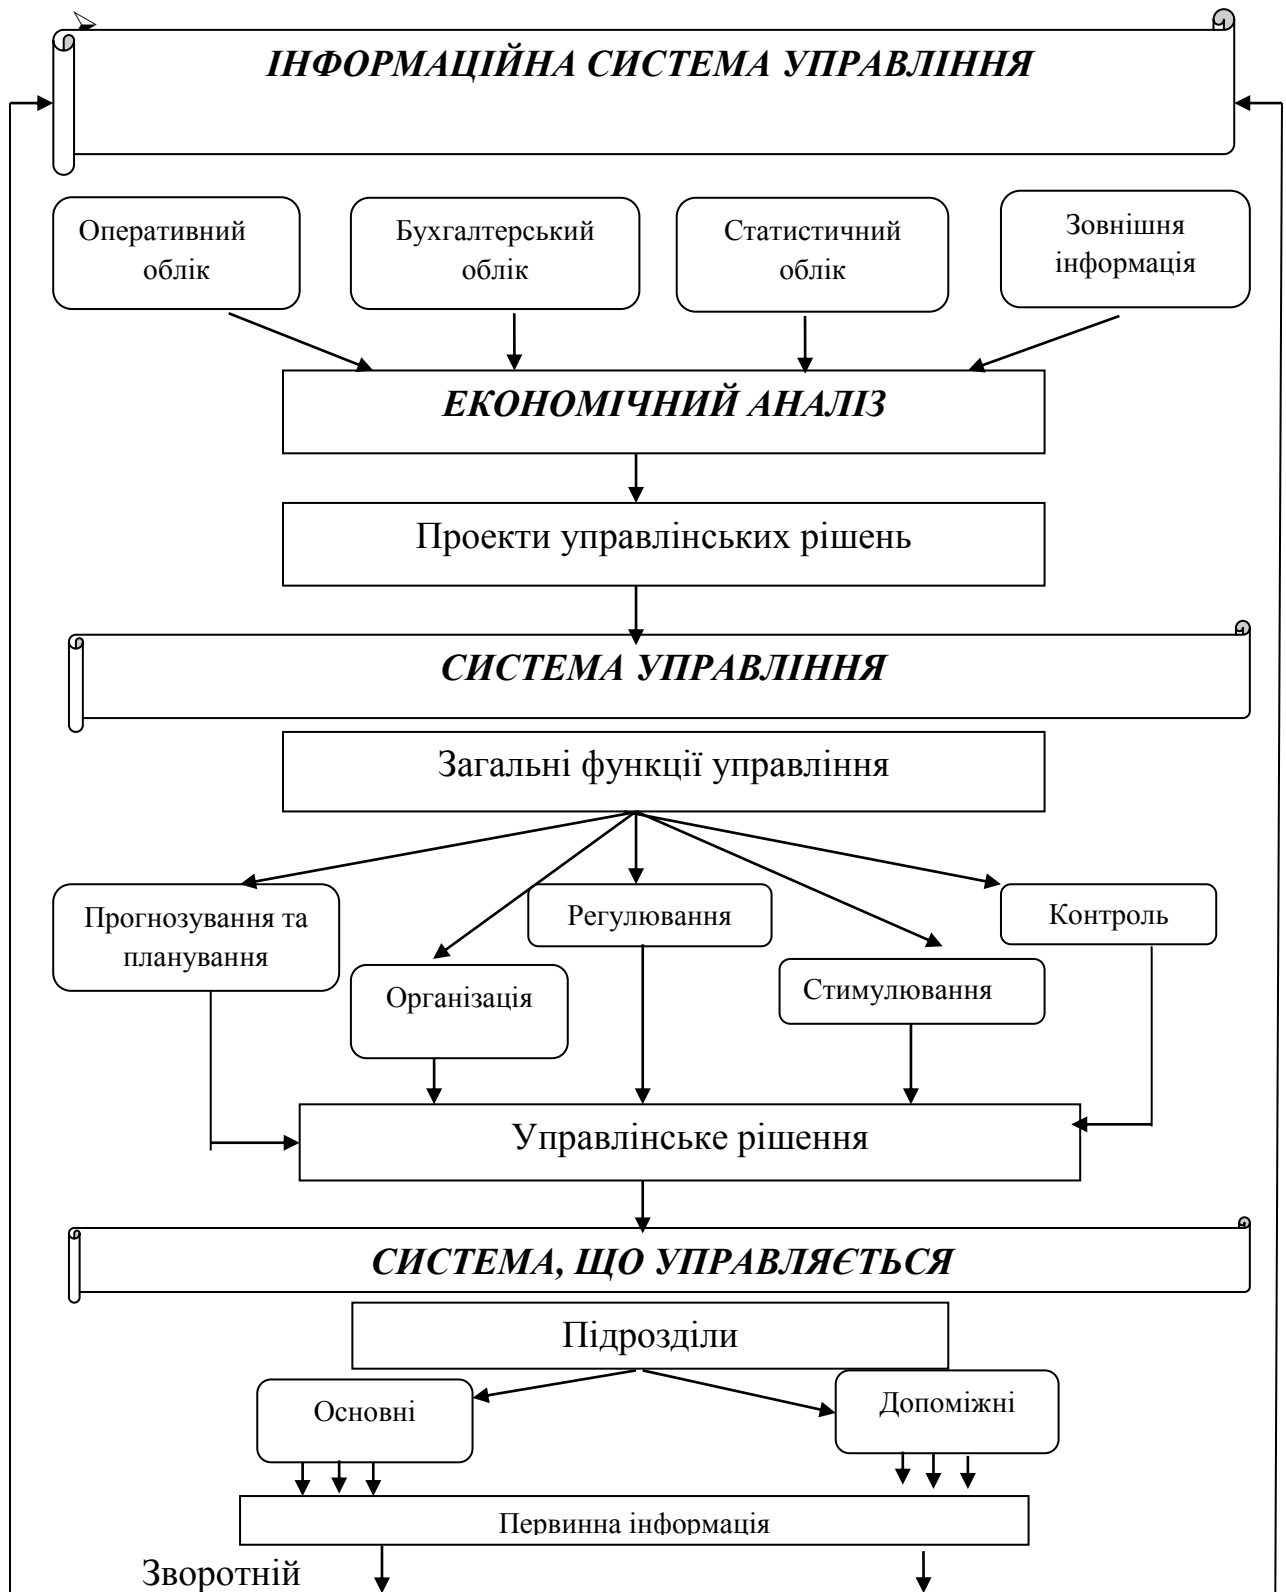 ІНФОРМАЦІЙНА СИСТЕМА УПРАВЛІННЯ
Оперативний
облік
Бухгалтерський
облік
Статистичний
облік
Зовнішня
інформація
ЕКОНОМІЧНИЙ АНАЛІЗ
Проекти управлінських рішень
СИСТЕМА УПРАВЛІННЯ
Загальні функції управління
Прогнозування та
планування
Організація
Регулювання
Стимулювання
Контроль
Управлінське рішення
СИСТЕМА, ЩО УПРАВЛЯЄТЬСЯ
Підрозділи
Основні
Допоміжні
Первинна інформація
Зворотній